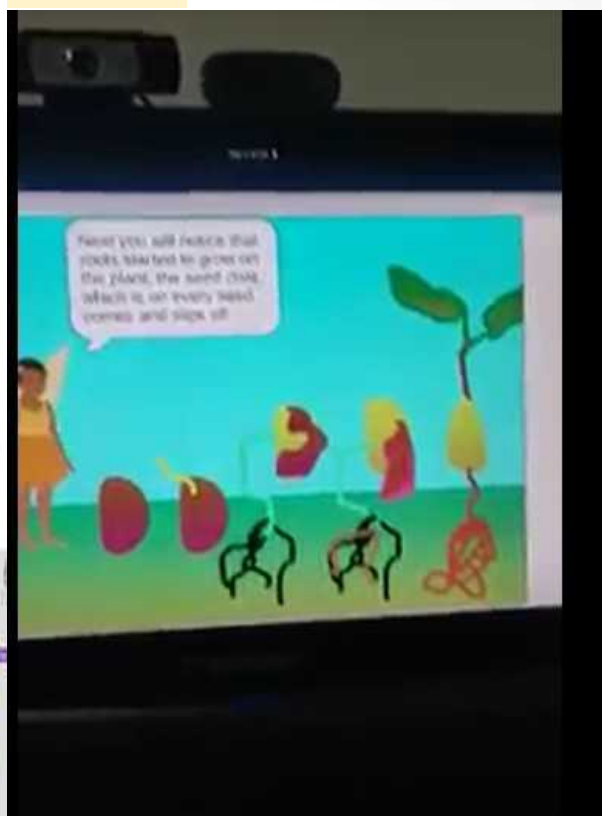 Next you will notice that
roots started to grow on
the plant, the seed coat
which is on every seed
comes and slips off